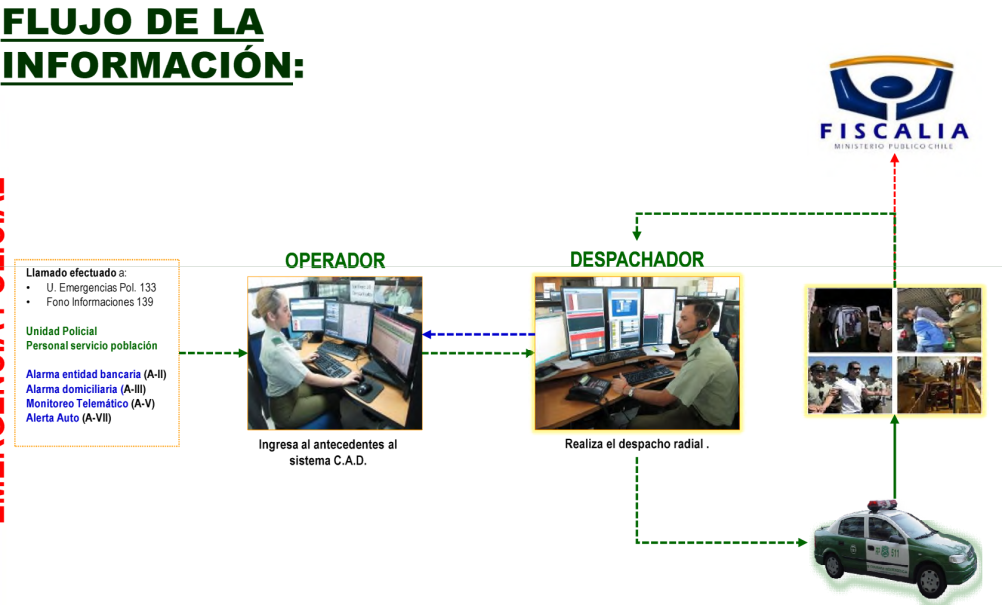 FLUJO DE LA
INFORMACIÓN:
FISCALIA
MINISTERIO PUBLICO CHILE
Llamado efectuado a:
• U. Emergencias Pol. 133
• Fono Informaciones 139
Unidad Policial
Personal servicio población
Alarma entidad bancaria (A-II)
Alarma domiciliaria (A-III)
Monitoreo Telemático (A-V)
Alerta Auto (A-VII)
OPERADOR
Ingresa al antecedentes al
sistema C.A.D.
DESPACHADOR
Realiza el despacho radial .
511